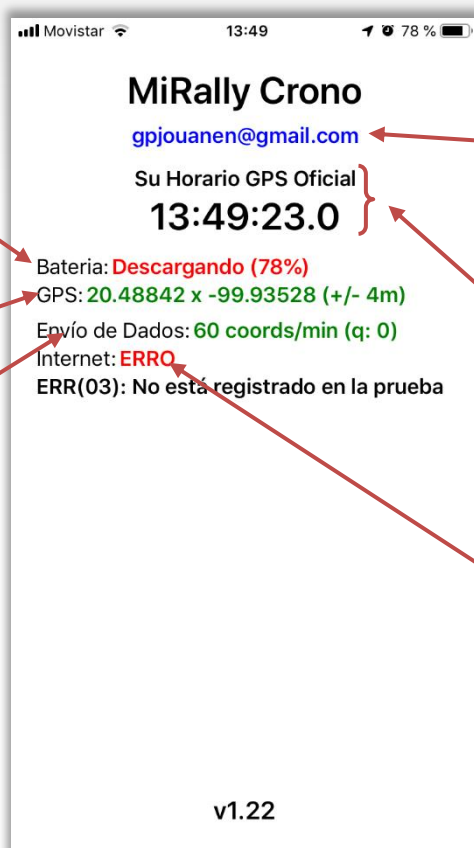 Movistar 13:49 78 %
MiRally Crono
gpjouanen@gmail.com
Su Horario GPS Oficial
13:49:23.0
Bateria: Descargando (78%)
GPS: 20.48842 x -99.93528 (+/- 4m)
Envío de Dados: 60 coords/min (q: 0)
Internet: ERRO
ERR(03): No está registrado en la prueba
v1.22